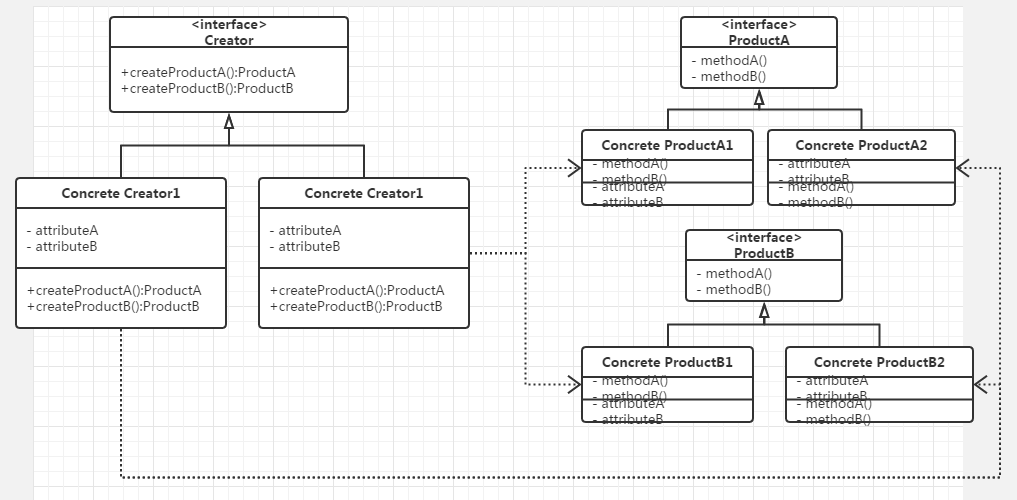 <interface>
Creator
+createProductA():ProductA
+createProductB():ProductB
<interface>
ProductA
- methodA()
- methodB()
Concrete Creator1
- attributeA
- attributeB
+createProductA():ProductA
+createProductB():ProductB
Concrete Creator1
- attributeA
- attributeB
+createProductA():ProductA
+createProductB():ProductB
Concrete ProductA1
- methodA()
- methodB()
- attributeA
- attributeB
Concrete ProductA2
- attributeA
- attributeB
- methodA()
- methodB()
<interface>
ProductB
- methodA()
- methodB()
Concrete ProductB1
- methodA()
- methodB()
- attributeA
- attributeB
Concrete ProductB2
- attributeA
- attributeB
- methodA()
- methodB()